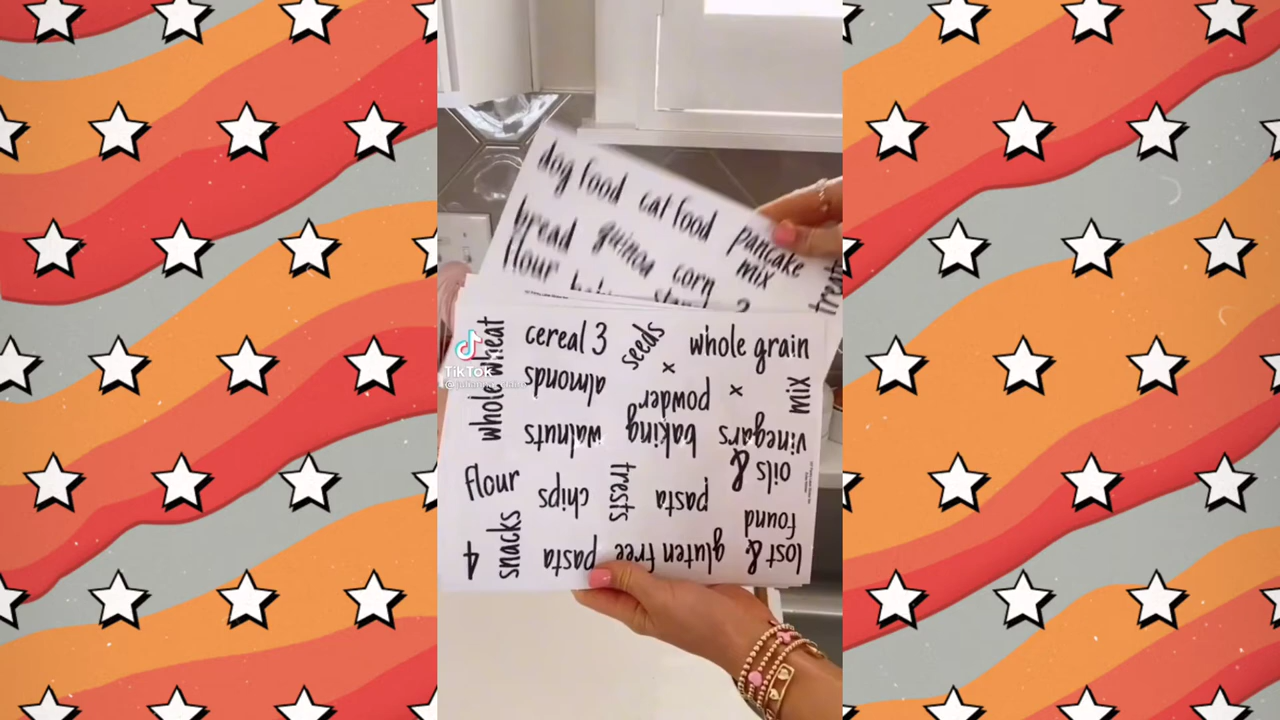 dog food
cat food
pancake
mix
bread
flour
quinoa
corn
treats
whole wheat
cereal 3
seeds
whole grain
almonds
baking
powder
mix
walnuts
oils &
vinegars
flour
chips
trests
pasta
lost &
found
4
snacks
pasta
gluten free
TikTok